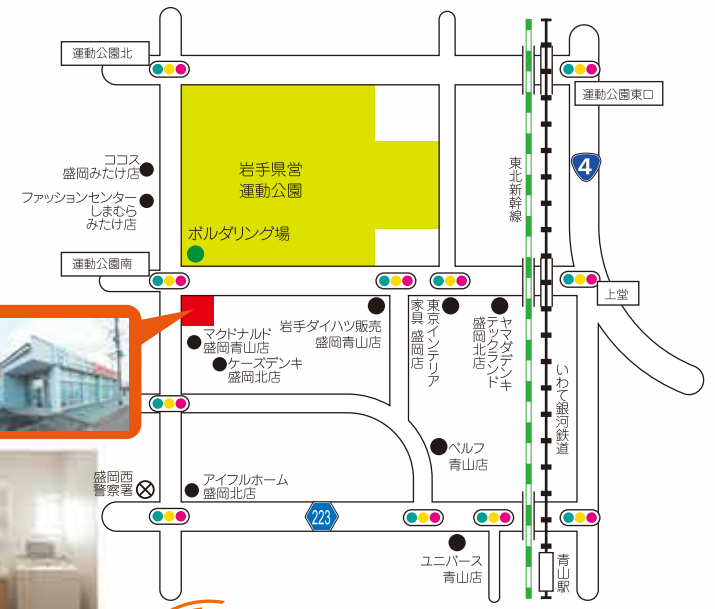 運動公園北
運動公園東口
4
ココス
盛岡みたけ店
ファッションセンター
しまむら
みたけ店
岩手県営
運動公園
ボルダリング場
東北新幹線
運動公園南
上堂
マクドナルド
盛岡青山店
ケーズデンキ
盛岡北店
岩手ダイハツ販売
盛岡青山店
東京インテリア
家具 盛岡店
ヤマダデンキ
テックランド
盛岡北店
いわて銀河鉄道
ベルフ
青山店
盛岡西
警察署
アイフルホーム
盛岡北店
223
ユニバース
青山店
青山駅